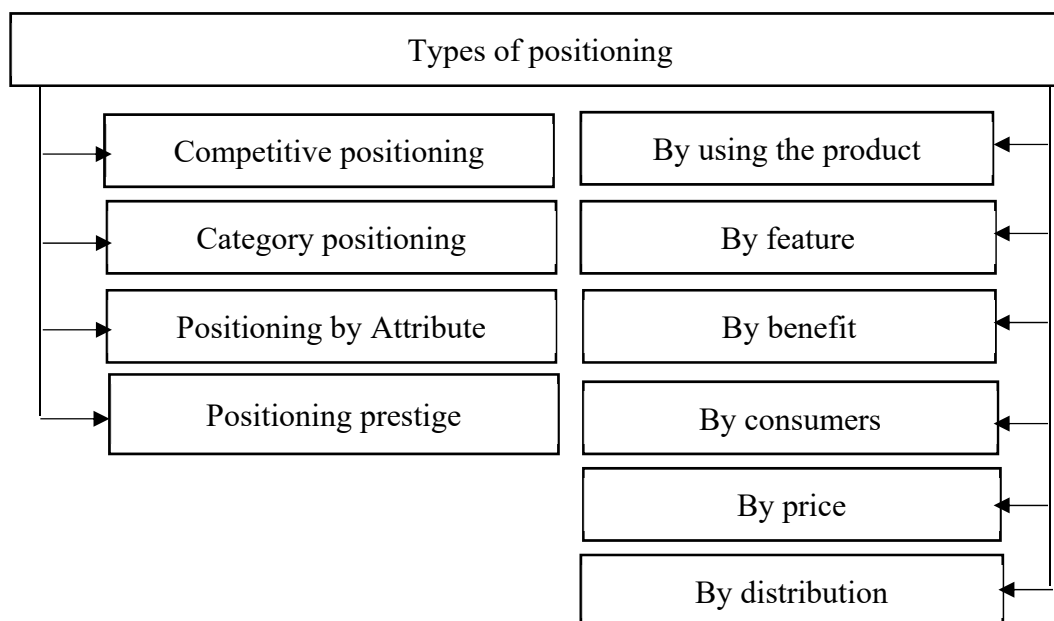 Types of positioning
Competitive positioning
Category positioning
Positioning by Attribute
Positioning prestige
By using the product
By feature
By benefit
By consumers
By price
By distribution